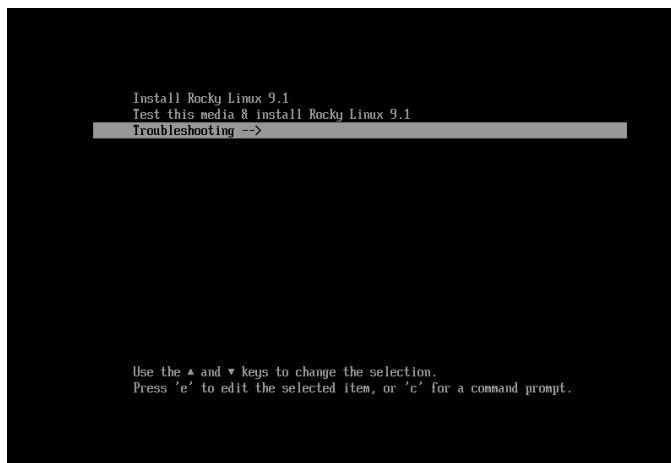 Install Rocky Linux 9.1
Test this media & install Rocky Linux 9.1
Troubleshooting -->
Use the ▲ and ▼ keys to change the selection.
Press 'e' to edit the selected item, or 'c' for a command prompt.